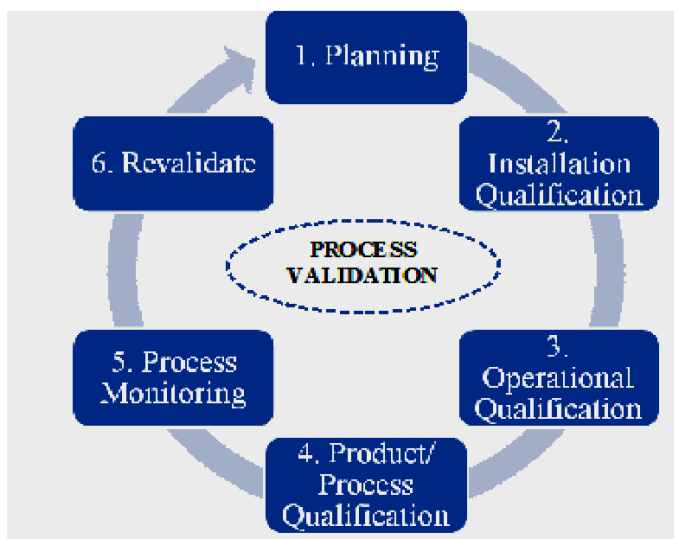 1. Planning
2.
Installation
Qualification
3.
Operational
Qualification
4. Product/
Process
Qualification
5. Process
Monitoring
6. Revalidate
PROCESS
VALIDATION